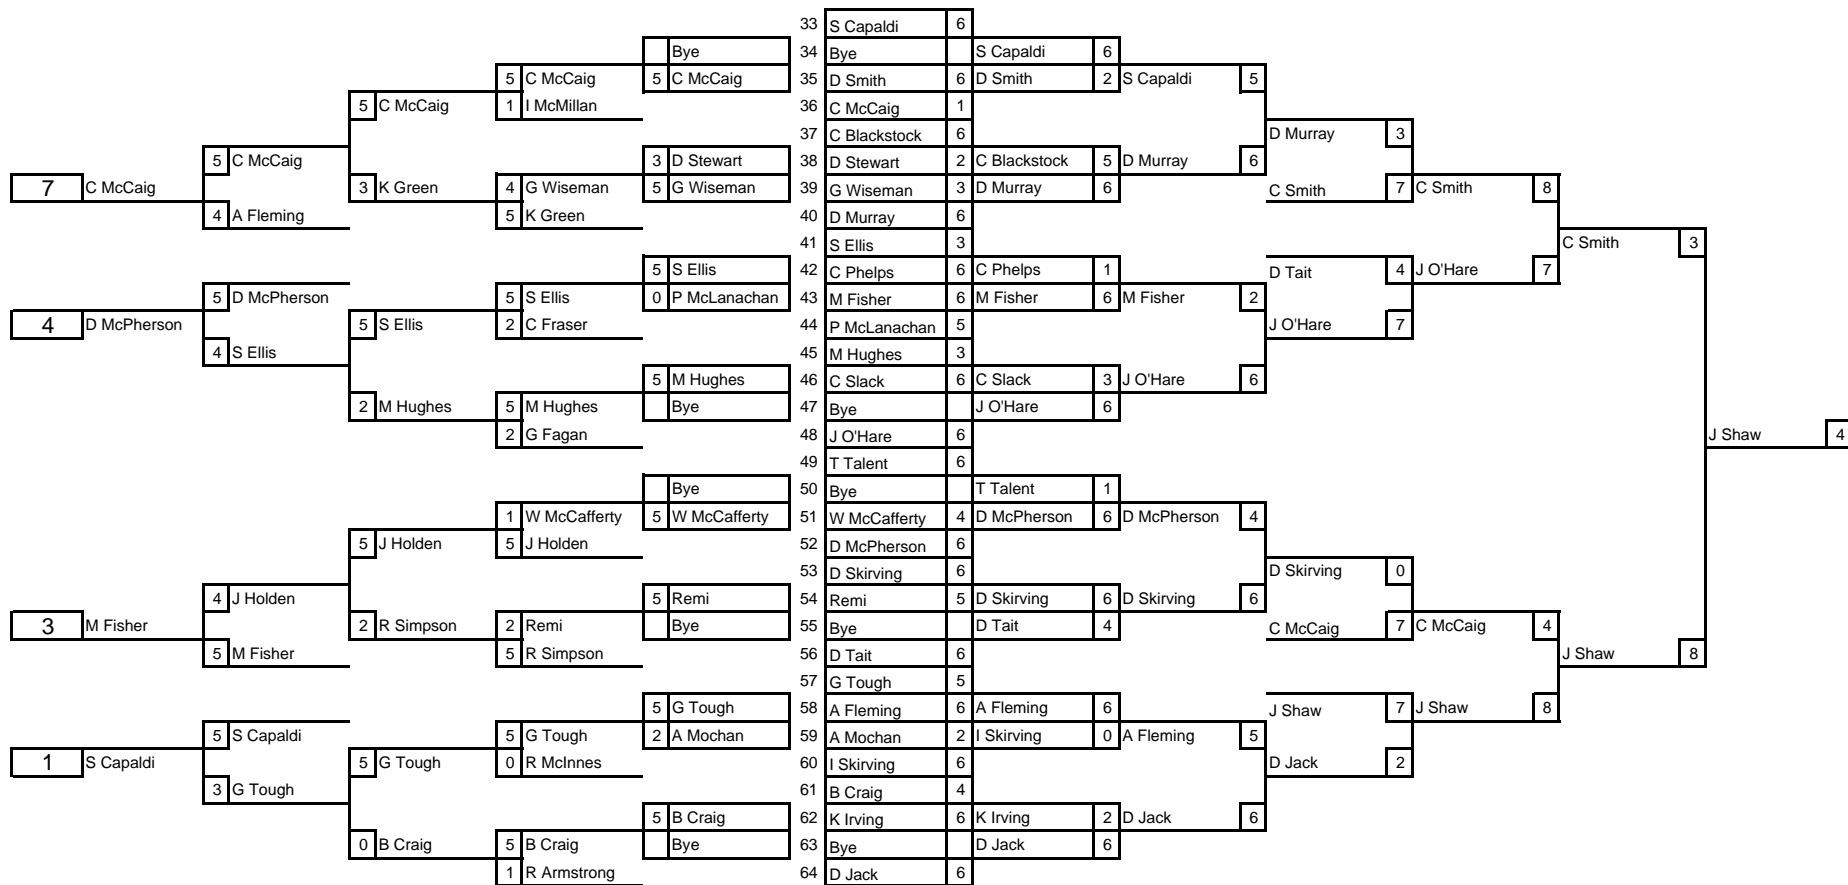 33 S Capaldi 6
Bye 34 Bye S Capaldi 6
5 C McCaig 5 C McCaig 35 D Smith 6 D Smith 2 S Capaldi 5
5 C McCaig 1 I McMillan 36 C McCaig 1
37 C Blackstock 6 D Murray 3
5 C McCaig 3 D Stewart 38 D Stewart 2 C Blackstock 5 D Murray 6
7 C McCaig 3 K Green 4 G Wiseman 5 G Wiseman 39 G Wiseman 3 D Murray 6 C Smith 7 C Smith 8
4 A Fleming 5 K Green 40 D Murray 6
41 S Ellis 3 C Smith 3
5 S Ellis 42 C Phelps 6 C Phelps 1 D Tait 4 J O'Hare 7
5 D McPherson 5 S Ellis 0 P McLanachan 43 M Fisher 6 M Fisher 6 M Fisher 2
4 D McPherson 5 S Ellis 2 C Fraser 44 P McLanachan 5 J O'Hare 7
4 S Ellis 45 M Hughes 3
5 M Hughes 46 C Slack 6 C Slack 3 J O'Hare 6
2 M Hughes 5 M Hughes Bye 47 Bye J O'Hare 6
2 G Fagan 48 J O'Hare 6 J Shaw 4
49 T Talent 6
Bye 50 Bye T Talent 1
1 W McCafferty 5 W McCafferty 51 W McCafferty 4 D McPherson 6 D McPherson 4
5 J Holden 5 J Holden 52 D McPherson 6
53 D Skirving 6 D Skirving 0
4 J Holden 5 Remi 54 Remi 5 D Skirving 6 D Skirving 6
3 M Fisher 2 R Simpson 2 Remi Bye 55 Bye D Tait 4 C McCaig 7 C McCaig 4
5 M Fisher 5 R Simpson 56 D Tait 6 J Shaw 8
57 G Tough 5
5 G Tough 58 A Fleming 6 A Fleming 6 J Shaw 7 J Shaw 8
5 S Capaldi 5 G Tough 2 A Mochan 59 A Mochan 2 I Skirving 0 A Fleming 5
1 S Capaldi 5 G Tough 0 R McInnes 60 I Skirving 6 D Jack 2
3 G Tough 61 B Craig 4
5 B Craig 62 K Irving 6 K Irving 2 D Jack 6
0 B Craig 5 B Craig Bye 63 Bye D Jack 6
1 R Armstrong 64 D Jack 6